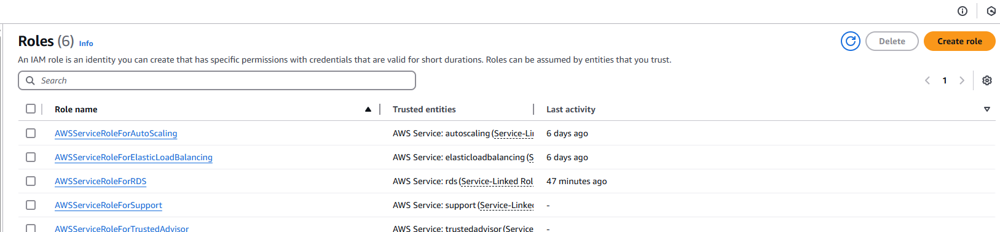 Roles (6) Info
Delete
Create role
An IAM role is an identity you can create that has specific permissions with credentials that are valid for short durations. Roles can be assumed by entities that you trust.
Search
1
Role name Trusted entities Last activity
AWSServiceRoleForAutoScaling AWS Service: autoscaling (Service-Li 6 days ago
AWSServiceRoleForElasticLoadBalancing AWS Service: elasticloadbalancing (S 6 days ago
AWSServiceRoleForRDS AWS Service: rds (Service-Linked Rol 47 minutes ago
AWSServiceRoleForSupport AWS Service: support (Service-Linked -
AWSServiceRoleForTrustedAdvisor AWS Service: trustedadvisor (Service -